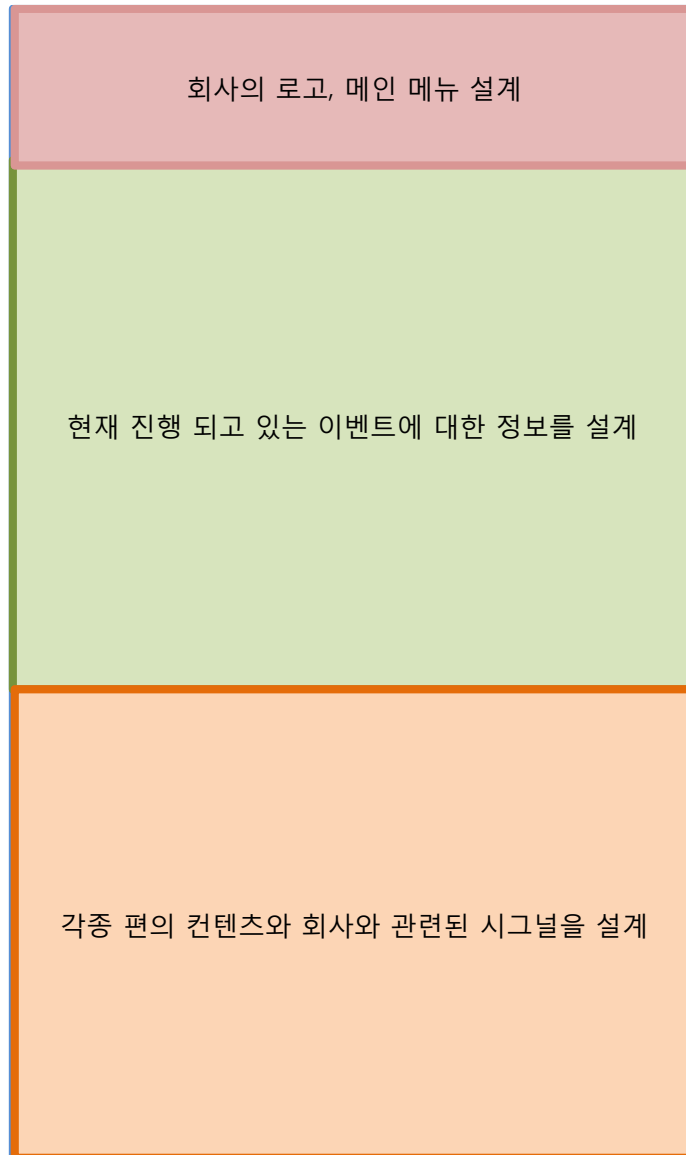 회사의 로고, 메인 메뉴 설계
현재 진행 되고 있는 이벤트에 대한 정보를 설계
각종 편의 컨텐츠와 회사와 관련된 시그널을 설계